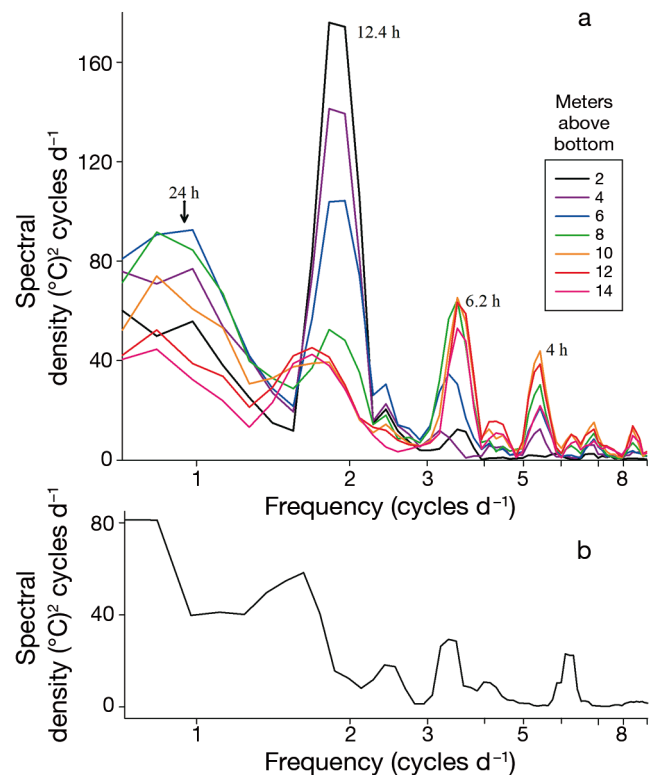 a
160
120
80
40
0
Spectral
density (°C)² cycles d⁻¹
24 h
12.4 h
6.2 h
4 h
Meters
above
bottom
2
4
6
8
10
12
14
1
2
3
5
8
Frequency (cycles d⁻¹)
b
80
40
0
Spectral
density (°C)² cycles d⁻¹
1
2
3
5
8
Frequency (cycles d⁻¹)